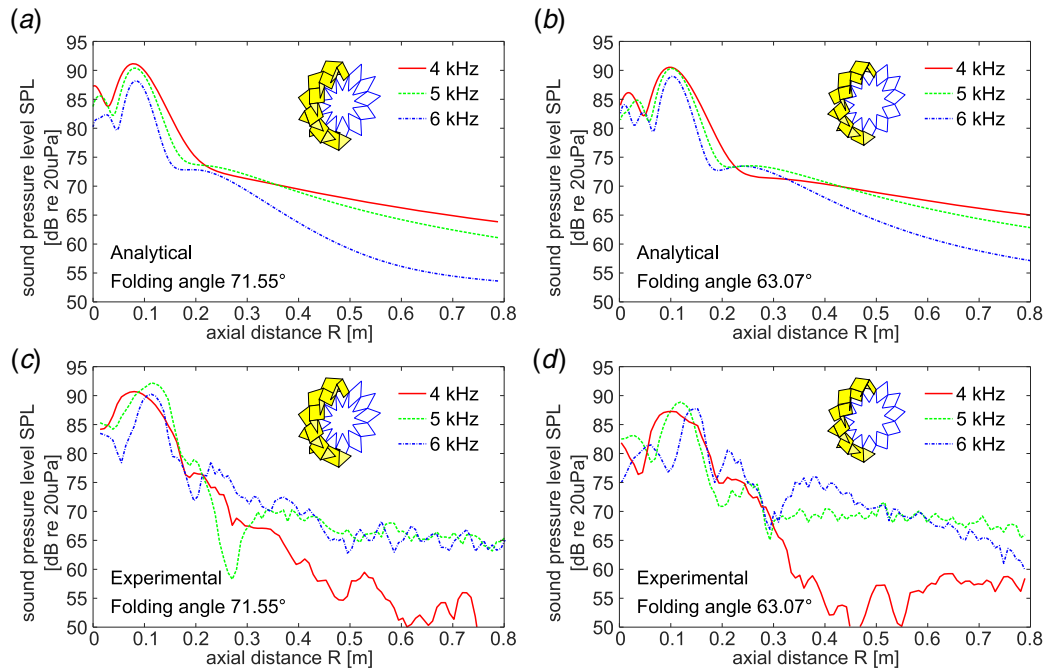 (a)
sound pressure level SPL
[dB re 20uPa]
95
90
85
80
75
70
65
60
55
50
4 kHz
5 kHz
6 kHz
Analytical
Folding angle 71.55°
0 0.1 0.2 0.3 0.4 0.5 0.6 0.7 0.8
axial distance R [m]
(b)
sound pressure level SPL
[dB re 20uPa]
95
90
85
80
75
70
65
60
55
50
4 kHz
5 kHz
6 kHz
Analytical
Folding angle 63.07°
0 0.1 0.2 0.3 0.4 0.5 0.6 0.7 0.8
axial distance R [m]
(c)
sound pressure level SPL
[dB re 20uPa]
95
90
85
80
75
70
65
60
55
50
4 kHz
5 kHz
6 kHz
Experimental
Folding angle 71.55°
0 0.1 0.2 0.3 0.4 0.5 0.6 0.7 0.8
axial distance R [m]
(d)
sound pressure level SPL
[dB re 20uPa]
95
90
85
80
75
70
65
60
55
50
4 kHz
5 kHz
6 kHz
Experimental
Folding angle 63.07°
0 0.1 0.2 0.3 0.4 0.5 0.6 0.7 0.8
axial distance R [m]